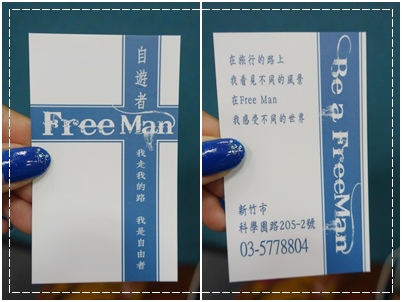 自遊者
Free Man
我走我的路 我是自由者
在旅行的路上
我看見不同的風景
在Free Man
我感受不同的世界
Be a FreeMan
新竹市
科學園路205-2號
03-5778804